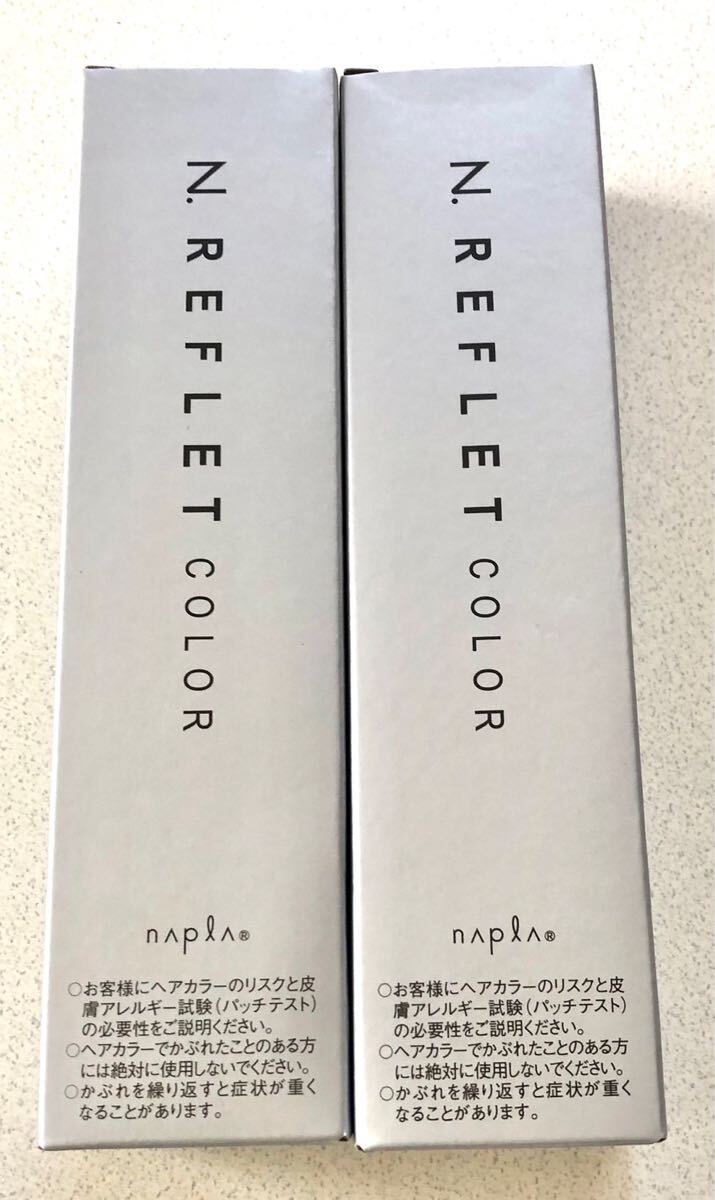 N. REFLET COLOR
napla®
○お客様にヘアカラーのリスクと皮
膚アレルギー試験(パッチテスト)
の必要性をご説明ください。
○ヘアカラーでかぶれたことのある方
には絶対に使用しないでください。
○かぶれを繰り返すと症状が重く
なることがあります。
N. REFLET COLOR
napla®
○お客様にヘアカラーのリスクと皮
膚アレルギー試験(パッチテスト)
の必要性をご説明ください。
○ヘアカラーでかぶれたことのある方
には絶対に使用しないでください。
○かぶれを繰り返すと症状が重く
なることがあります。